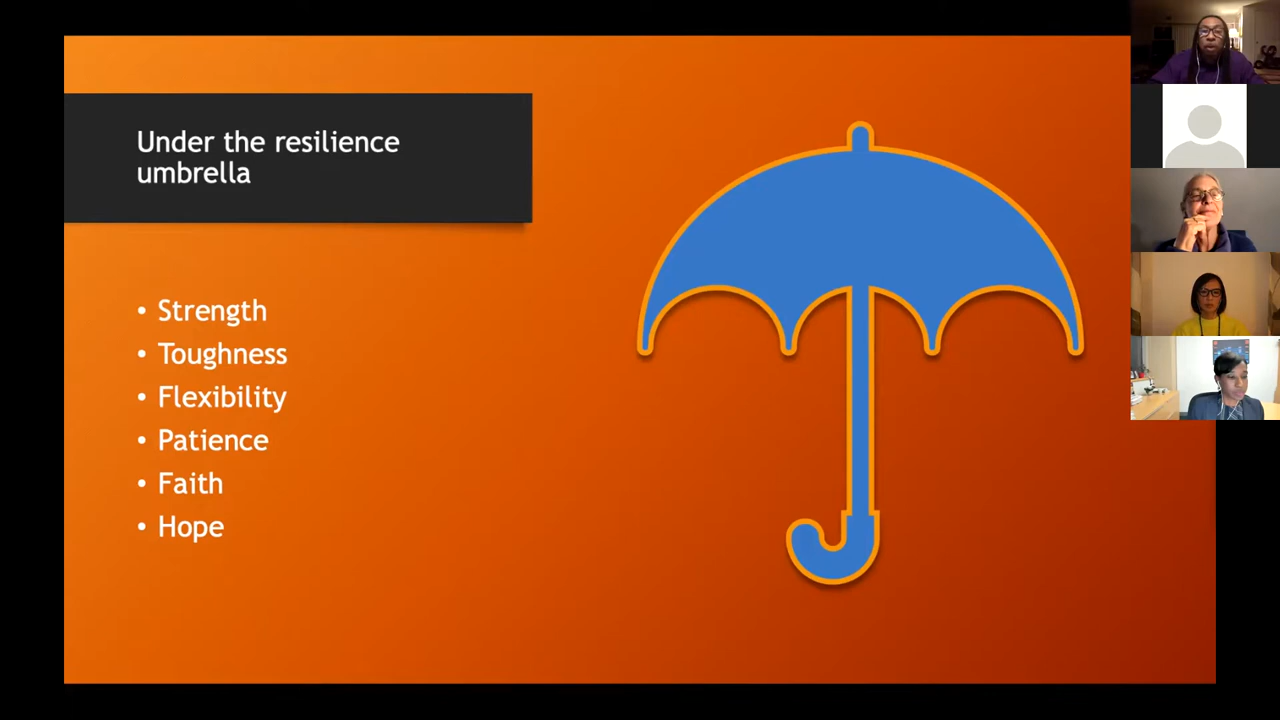 Under the resilience
umbrella
• Strength
• Toughness
• Flexibility
• Patience
• Faith
• Hope